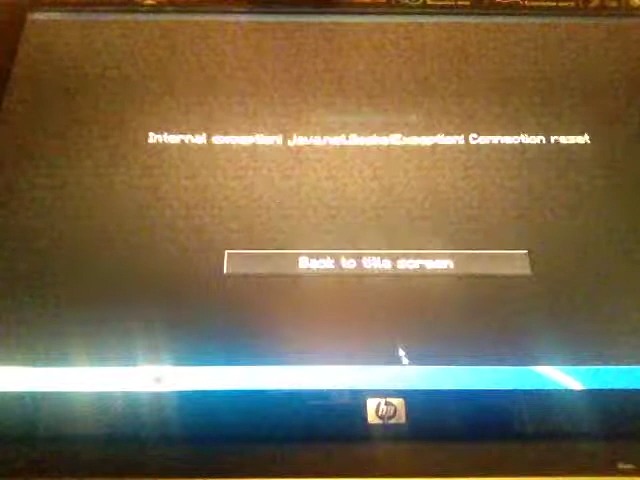 Internal exception: java.net.SocketException: Connection reset
Back to title screen
hp